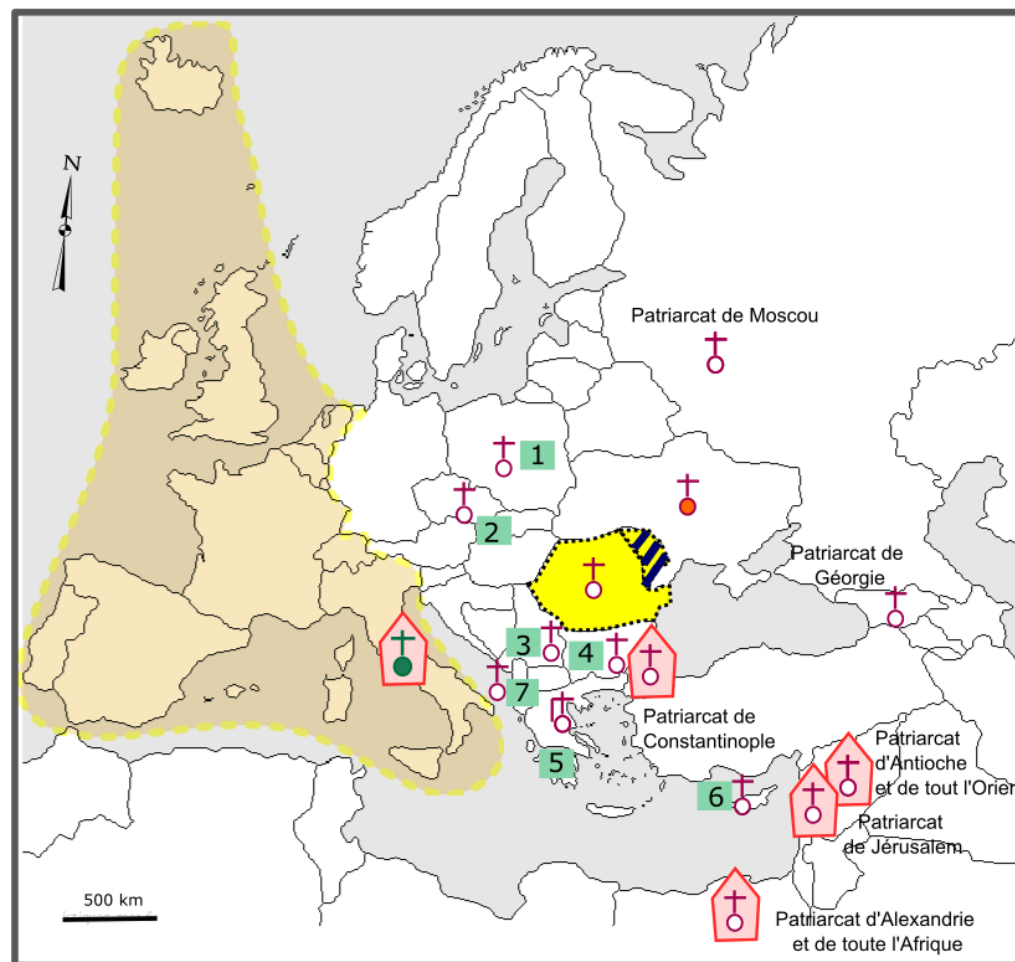 N
Patriarcat de Moscou
1
2
Patriarcat de
Géorgie
3
4
7
Patriarcat de
Constantinople
5
Patriarcat
d'Antioche
et de tout l'Orier
6
Patriarcat
de Jérusalem
500 km
Patriarcat d'Alexandrie
et de toute l'Afrique